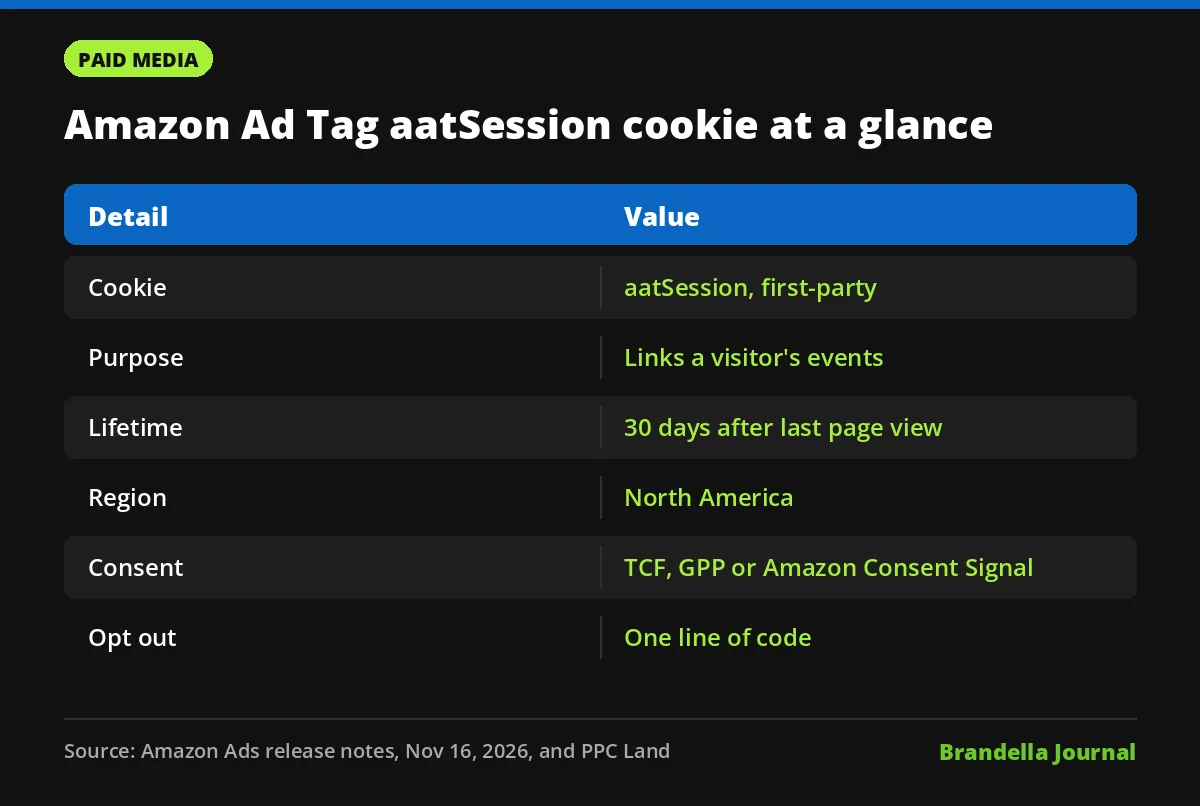 PAID MEDIA
Amazon Ad Tag aatSession cookie at a glance
Detail Value
Cookie aatSession, first-party
Purpose Links a visitor's events
Lifetime 30 days after last page view
Region North America
Consent TCF, GPP or Amazon Consent Signal
Opt out One line of code
Source: Amazon Ads release notes, Nov 16, 2026, and PPC Land Brandella Journal